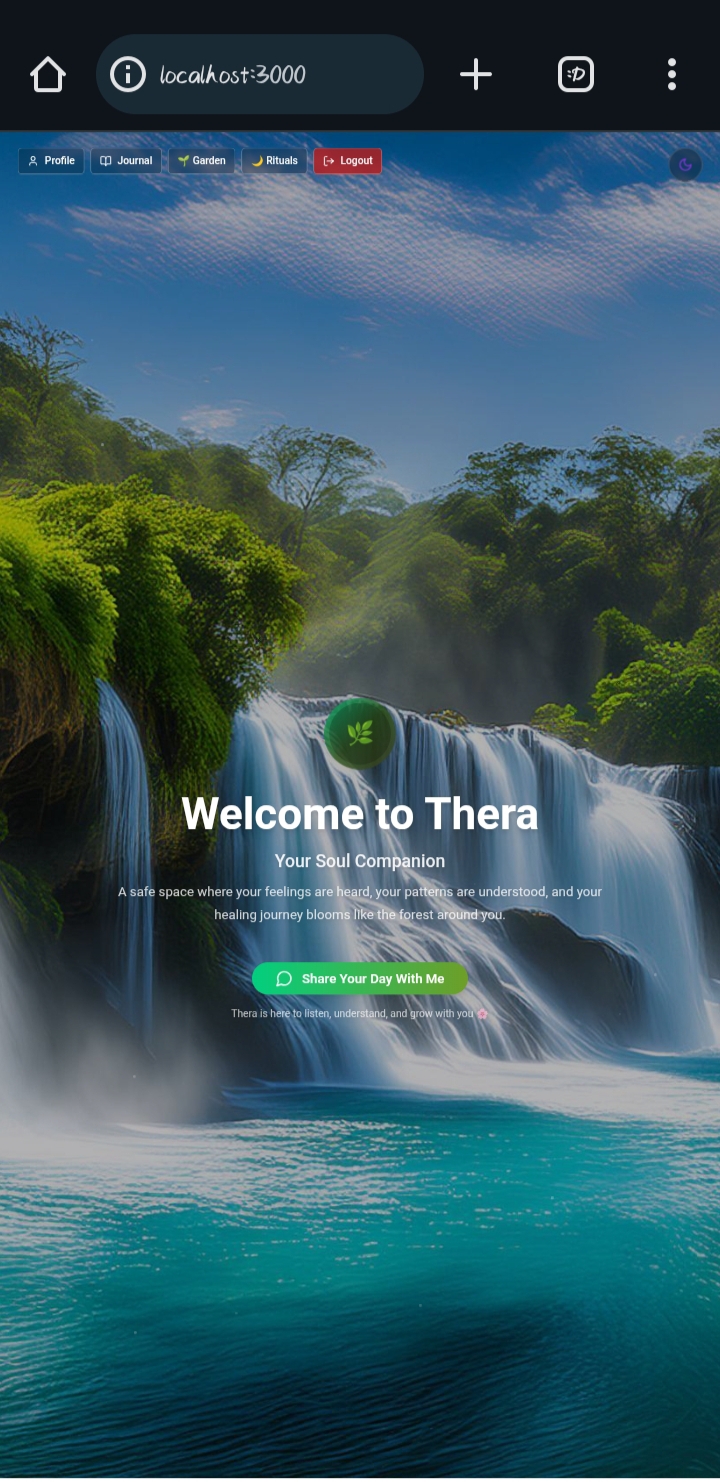 localhost:3000
:D
Profile Journal 🌱 Garden 🌙 Rituals Logout
Welcome to Thera
Your Soul Companion
A safe space where your feelings are heard, your patterns are understood, and your
healing journey blooms like the forest around you.
Share Your Day With Me
Thera is here to listen, understand, and grow with you 🌸